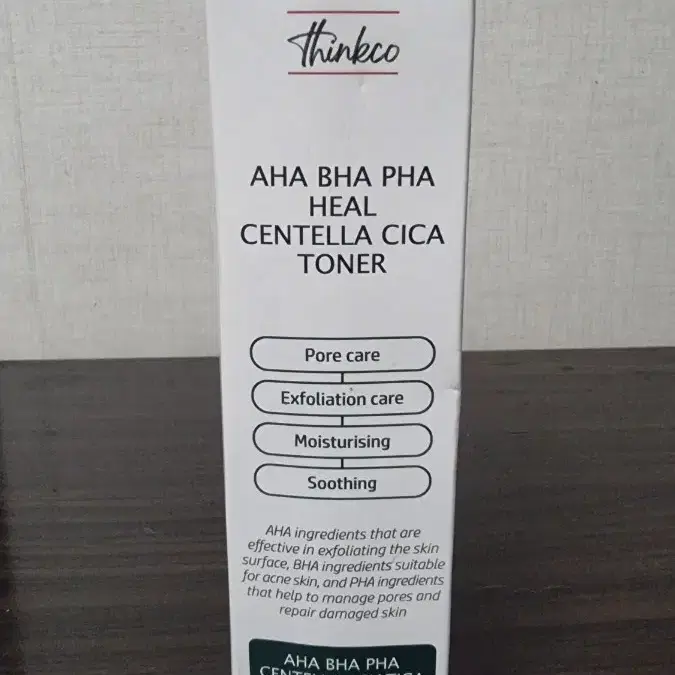 Thinkco
AHA BHA PHA
HEAL
CENTELLA CICA
TONER
Pore care
Exfoliation care
Moisturising
Soothing
AHA ingredients that are
effective in exfoliating the skin
surface, BHA ingredients suitable
for acne skin, and PHA ingredients
that help to manage pores and
repair damaged skin
AHA BHA PHA